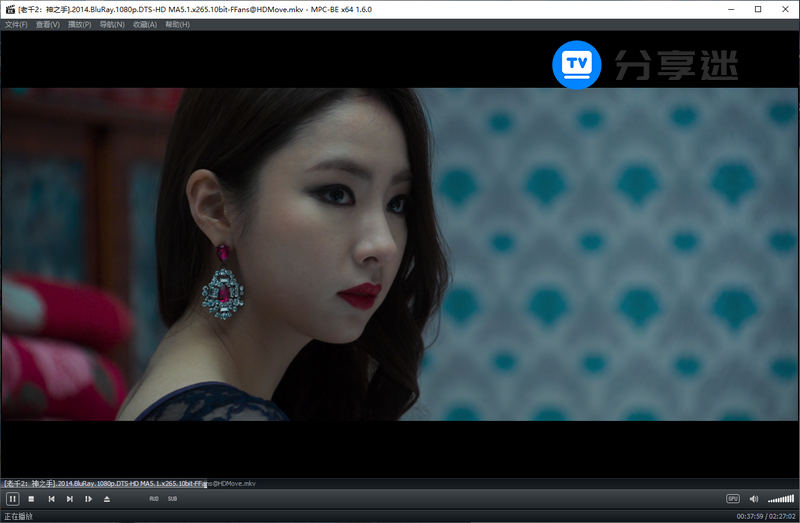 [老千2：神之手].2014.BluRay.1080p.DTS-HD MA5.1.x265.10bit-FFans@HDMove.mkv - MPC-BE x64 1.6.0
文件(F) 查看(V) 播放(P) 导航(N) 收藏(A) 帮助(H)
TV 分享迷
[老千2：神之手].2014.BluRay.1080p.DTS-HD MA5.1.x265.10bit-FFans@HDMove.mkv
AUD SUB GPU
正在播放 00:37:59 / 02:27:02